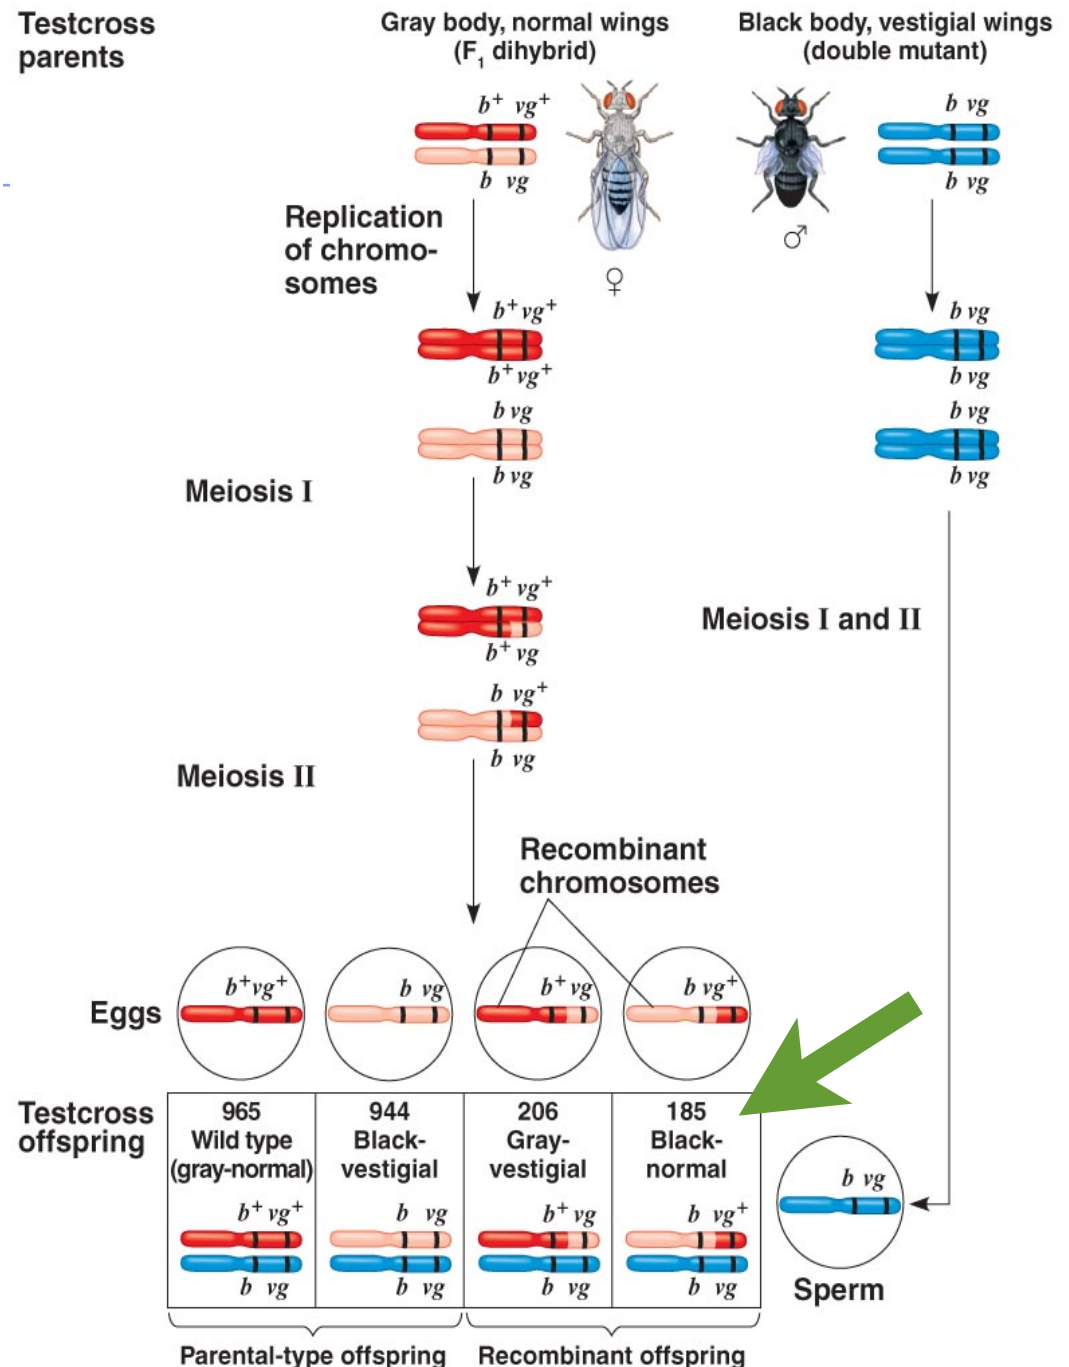 Testcross
parents
Gray body, normal wings
(F1 dihybrid)
Black body, vestigial wings
(double mutant)
b+ vg+
b vg
♀
♂
b vg
b vg
Replication
of chromo-
somes
b+ vg+
b+ vg+
b vg
b vg
b vg
b vg
b vg
b vg
Meiosis I
b+ vg+
b+ vg
b vg+
b vg
Meiosis I and II
Meiosis II
Recombinant
chromosomes
Eggs
b+ vg+
b vg
b+ vg
b vg+
Testcross
offspring
965
Wild type
(gray-normal)
b+ vg+
b vg
944
Black-
vestigial
b vg
b vg
206
Gray-
vestigial
b+ vg
b vg
185
Black-
normal
b vg+
b vg
b vg
Sperm
Parental-type offspring
Recombinant offspring